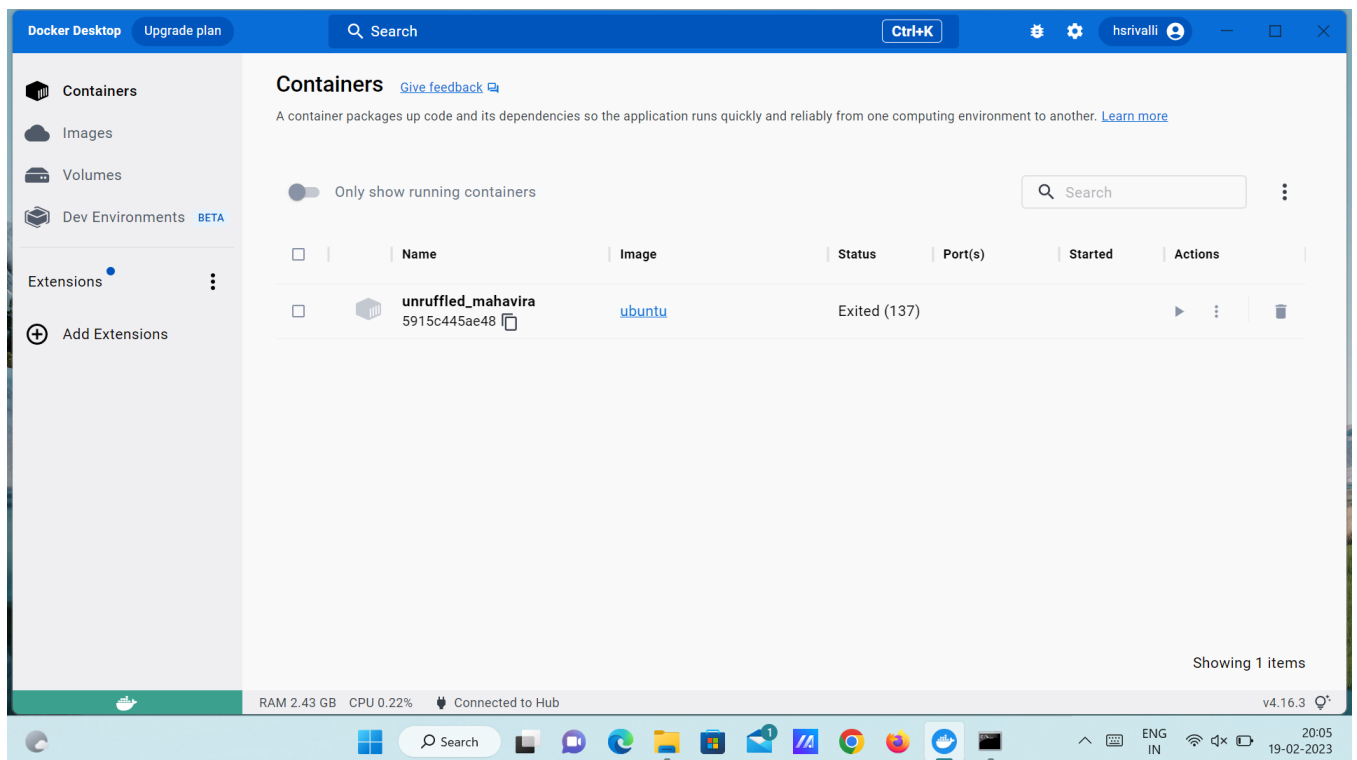 Docker Desktop Upgrade plan Search Ctrl+K hsrivalli
Containers
Images
Volumes
Dev Environments BETA
Extensions
Add Extensions
Containers Give feedback
A container packages up code and its dependencies so the application runs quickly and reliably from one computing environment to another. Learn more
Only show running containers Search
Name Image Status Port(s) Started Actions
unruffled_mahavira ubuntu Exited (137)
5915c445ae48
Showing 1 items
RAM 2.43 GB CPU 0.22% Connected to Hub v4.16.3
Search 1 ENG 20:05
IN 19-02-2023